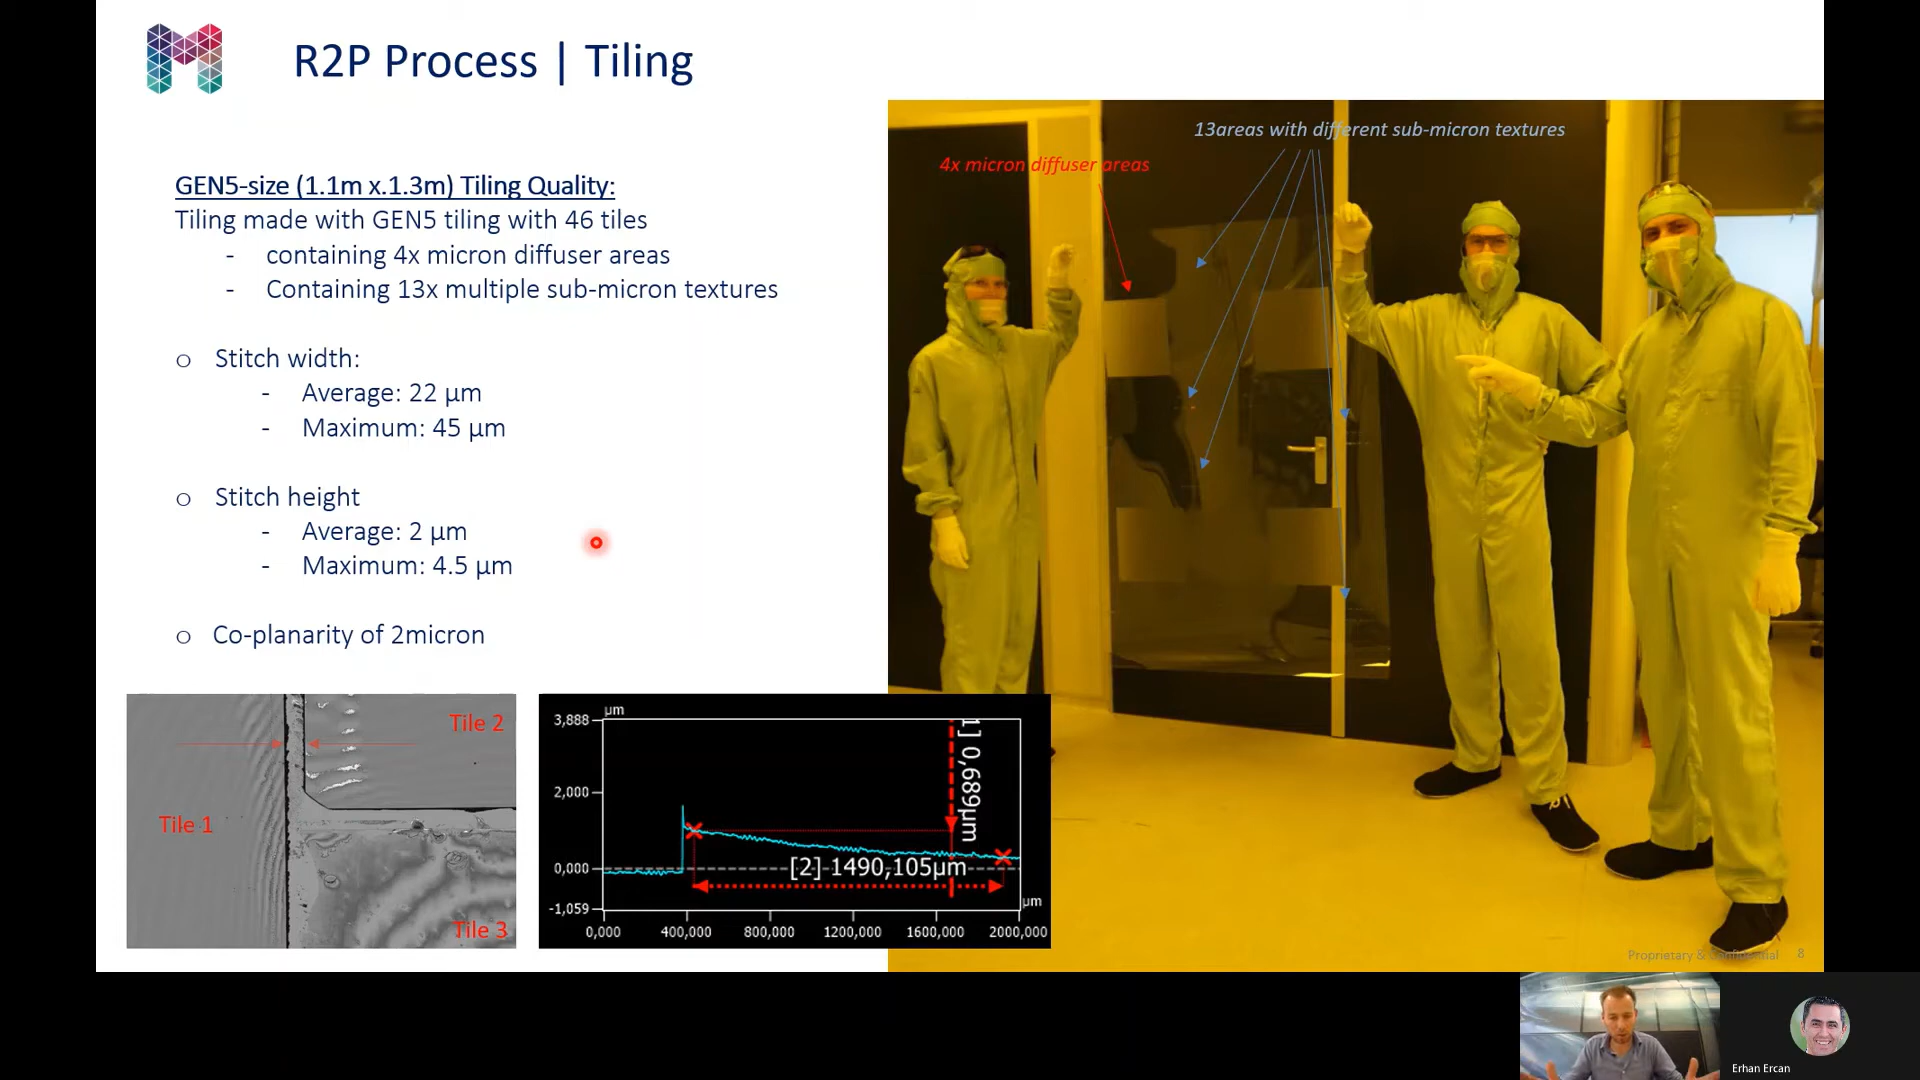 R2P Process | Tiling
GEN5-size (1.1m x.1.3m) Tiling Quality:
Tiling made with GEN5 tiling with 46 tiles
- containing 4x micron diffuser areas
- Containing 13x multiple sub-micron textures
o Stitch width:
- Average: 22 µm
- Maximum: 45 µm
o Stitch height
- Average: 2 µm
- Maximum: 4.5 µm
o Co-planarity of 2micron
13areas with different sub-micron textures
4x micron diffuser areas
Tile 2
Tile 1
Tile 3
µm
3,888
2,000
0,000
-1,059
1] 0,689µm
[2] 1490,105µm
µm
0,000 400,000 800,000 1200,000 1600,000 2000,000
Proprietary & Confidential 8
Erhan Ercan